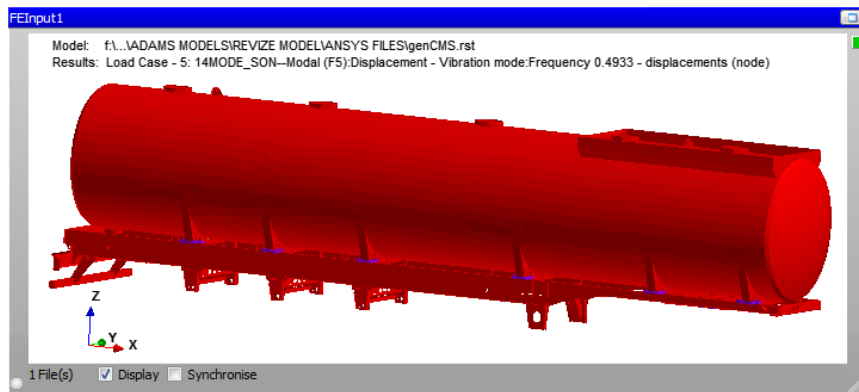 FEInput1
Model: f:\...\ADAMS MODELS\REVIZE MODEL\ANSYS FILES\genCMS.rst
Results: Load Case - 5: 14MODE_SON--Modal (F5):Displacement - Vibration mode:Frequency 0.4933 - displacements (node)
Z
Y
X
1 File(s) Display Synchronise